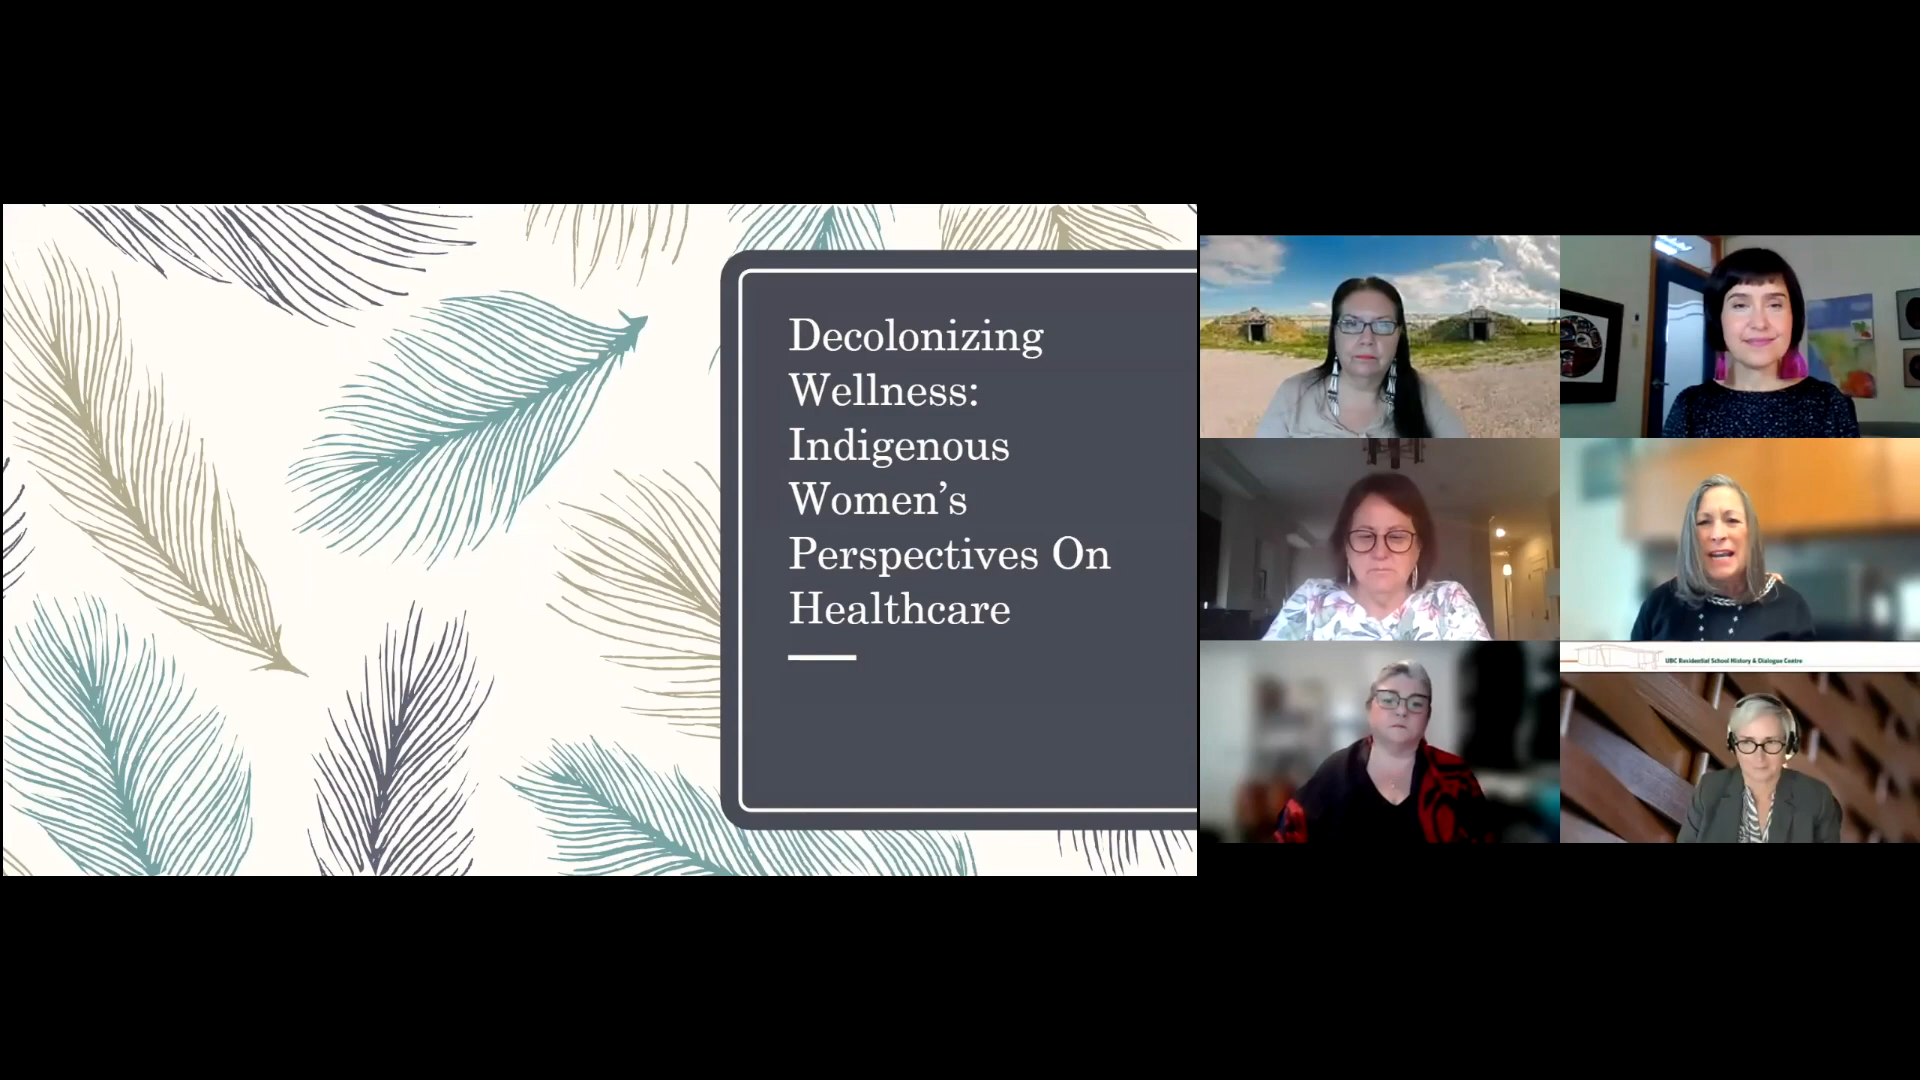 Decolonizing
Wellness:
Indigenous
Women’s
Perspectives On
Healthcare
UBC Residential School History & Dialogue Centre